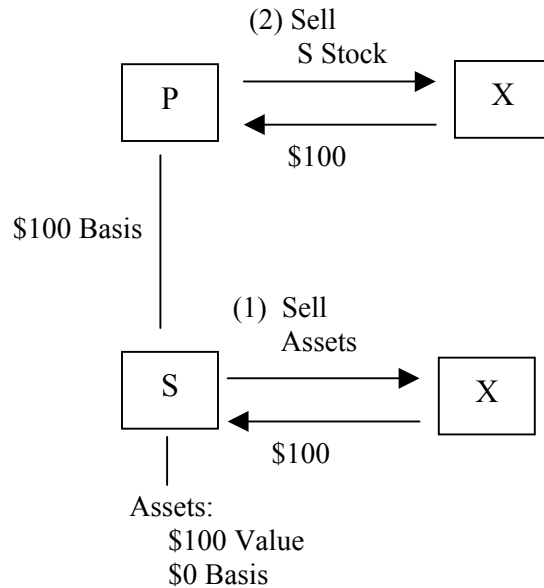 (2) Sell
S Stock
P
X
$100
$100 Basis
(1) Sell
Assets
S
X
$100
Assets:
$100 Value
$0 Basis